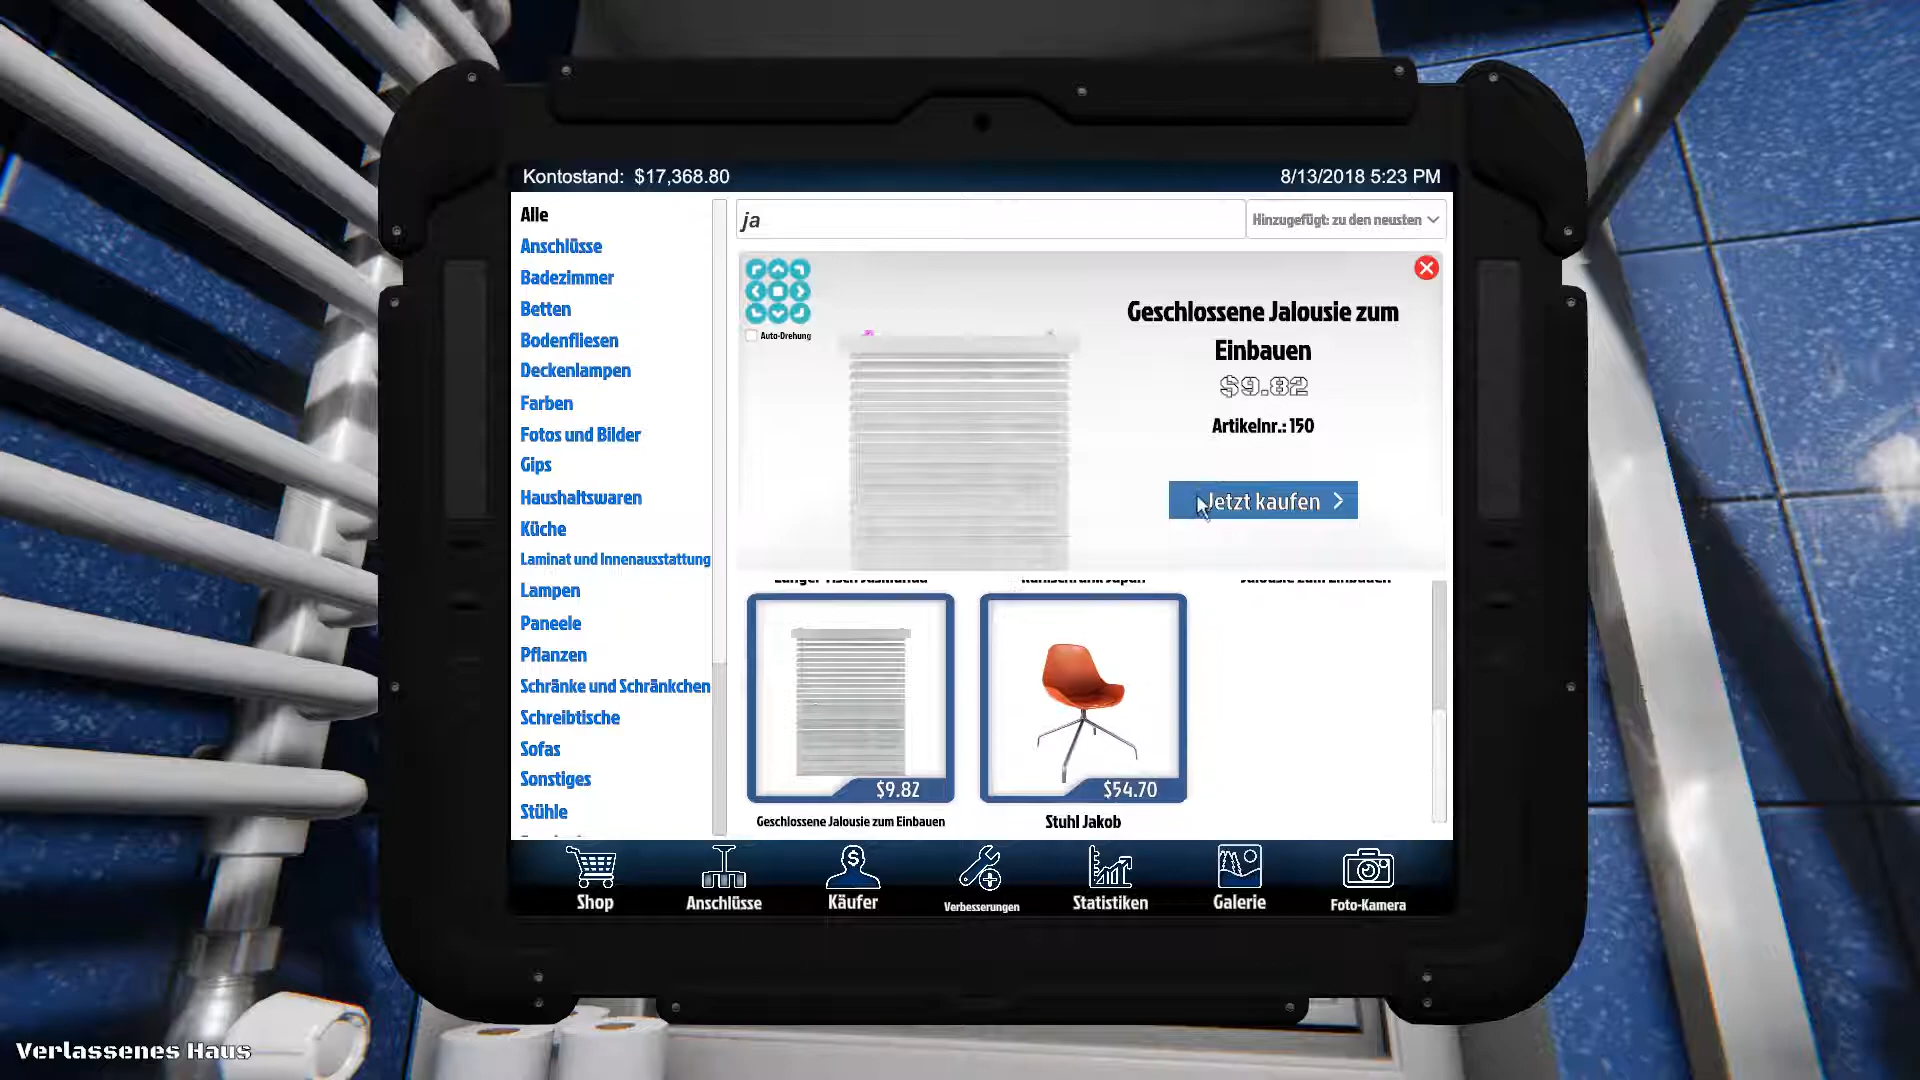 Kontostand: $17,368.80
8/13/2018 5:23 PM
Alle
Anschlüsse
Badezimmer
Betten
Bodenfliesen
Deckenlampen
Farben
Fotos und Bilder
Gips
Haushaltswaren
Küche
Laminat und Innenausstattung
Lampen
Paneele
Pflanzen
Schränke und Schränkchen
Schreibtische
Sofas
Sonstiges
Stühle
ja
Hinzugefügt: zu den neusten
Auto-Drehung
Geschlossene Jalousie zum
Einbauen
$9.82
Artikelnr.: 150
Jetzt kaufen
Jalousie zum Einbauen
$9.82
$54.70
Geschlossene Jalousie zum Einbauen
Stuhl Jakob
Shop
Anschlüsse
Käufer
Verbesserungen
Statistiken
Galerie
Foto-Kamera
Verlassenes Haus